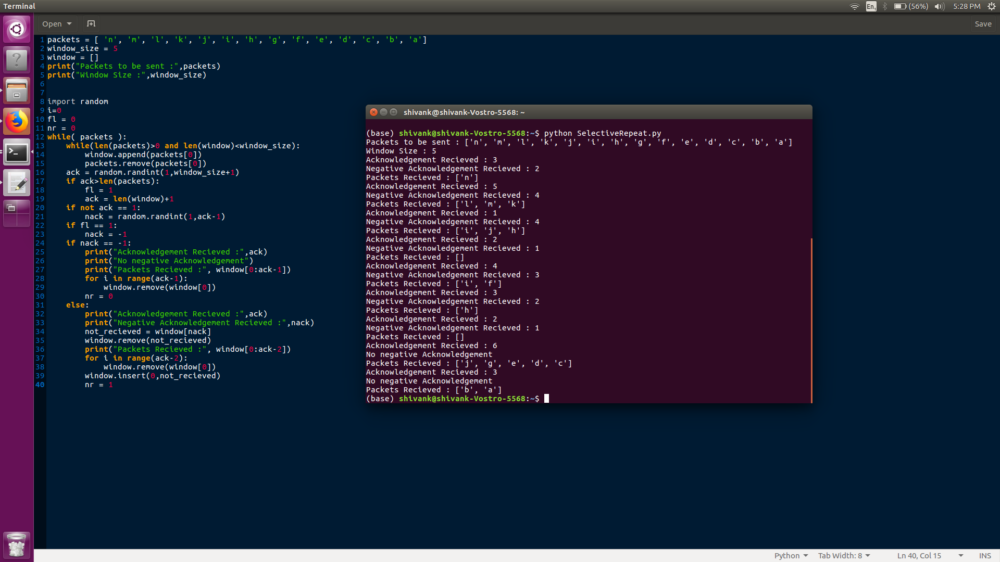 Terminal
En1 (56%) 5:28 PM
Open Save
1 packets = [ 'n', 'm', 'l', 'k', 'j', 'i', 'h', 'g', 'f', 'e', 'd', 'c', 'b', 'a']
2 window_size = 5
3 window = []
4 print("Packets to be sent :",packets)
5 print("Window Size :",window_size)
6
7
8 import random
9 i=0
10 fl = 0
11 nr = 0
12 while( packets ):
13     while(len(packets)>0 and len(window)<window_size):
14         window.append(packets[0])
15         packets.remove(packets[0])
16     ack = random.randint(1,window_size+1)
17     if ack>len(packets):
18         fl = 1
19         ack = len(window)+1
20     if not ack == 1:
21         nack = random.randint(1,ack-1)
22     if fl == 1:
23         nack = -1
24     if nack == -1:
25         print("Acknowledgement Recieved :",ack)
26         print("No negative Acknowledgement")
27         print("Packets Recieved :", window[0:ack-1])
28         for i in range(ack-1):
29             window.remove(window[0])
30         nr = 0
31     else:
32         print("Acknowledgement Recieved :",ack)
33         print("Negative Acknowledgement Recieved :",nack)
34         not_recieved = window[nack]
35         window.remove(not_recieved)
36         print("Packets Recieved :", window[0:ack-2])
37         for i in range(ack-2):
38             window.remove(window[0])
39         window.insert(0,not_recieved)
40         nr = 1
shivank@shivank-Vostro-5568: ~
(base) shivank@shivank-Vostro-5568:~$ python SelectiveRepeat.py
Packets to be sent : ['n', 'm', 'l', 'k', 'j', 'i', 'h', 'g', 'f', 'e', 'd', 'c', 'b', 'a']
Window Size : 5
Acknowledgement Recieved : 3
Negative Acknowledgement Recieved : 2
Packets Recieved : ['n']
Acknowledgement Recieved : 5
Negative Acknowledgement Recieved : 4
Packets Recieved : ['l', 'm', 'k']
Acknowledgement Recieved : 1
Negative Acknowledgement Recieved : 4
Packets Recieved : ['i', 'j', 'h']
Acknowledgement Recieved : 2
Negative Acknowledgement Recieved : 1
Packets Recieved : []
Acknowledgement Recieved : 4
Negative Acknowledgement Recieved : 3
Packets Recieved : ['i', 'f']
Acknowledgement Recieved : 3
Negative Acknowledgement Recieved : 2
Packets Recieved : ['h']
Acknowledgement Recieved : 2
Negative Acknowledgement Recieved : 1
Packets Recieved : []
Acknowledgement Recieved : 6
No negative Acknowledgement
Packets Recieved : ['j', 'g', 'e', 'd', 'c']
Acknowledgement Recieved : 3
No negative Acknowledgement
Packets Recieved : ['b', 'a']
(base) shivank@shivank-Vostro-5568:~$
Python Tab Width: 8 Ln 40, Col 15 INS